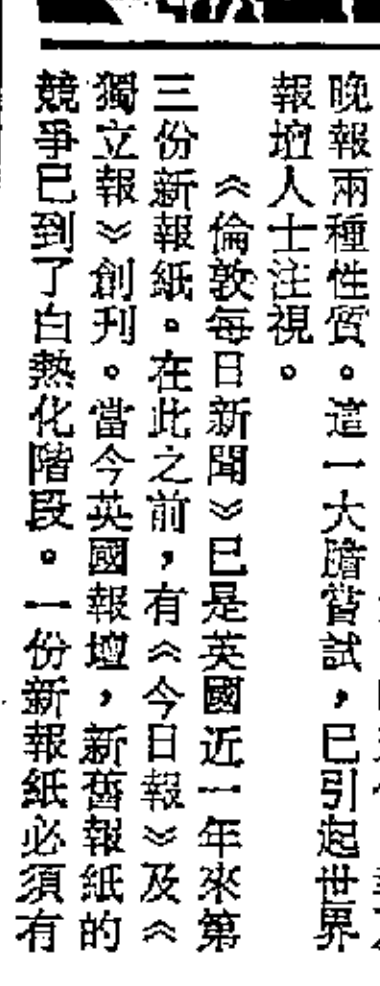 晚報兩種性質。這一大膽嘗試，已引起世界
報壇人士注視。
《倫敦每日新聞》已是英國近一年來第
三份新報紙。在此之前，有《今日報》及《
獨立報》創刊。當今英國報壇，新舊報紙的
競爭已到了白熱化階段。一份新報紙必須有